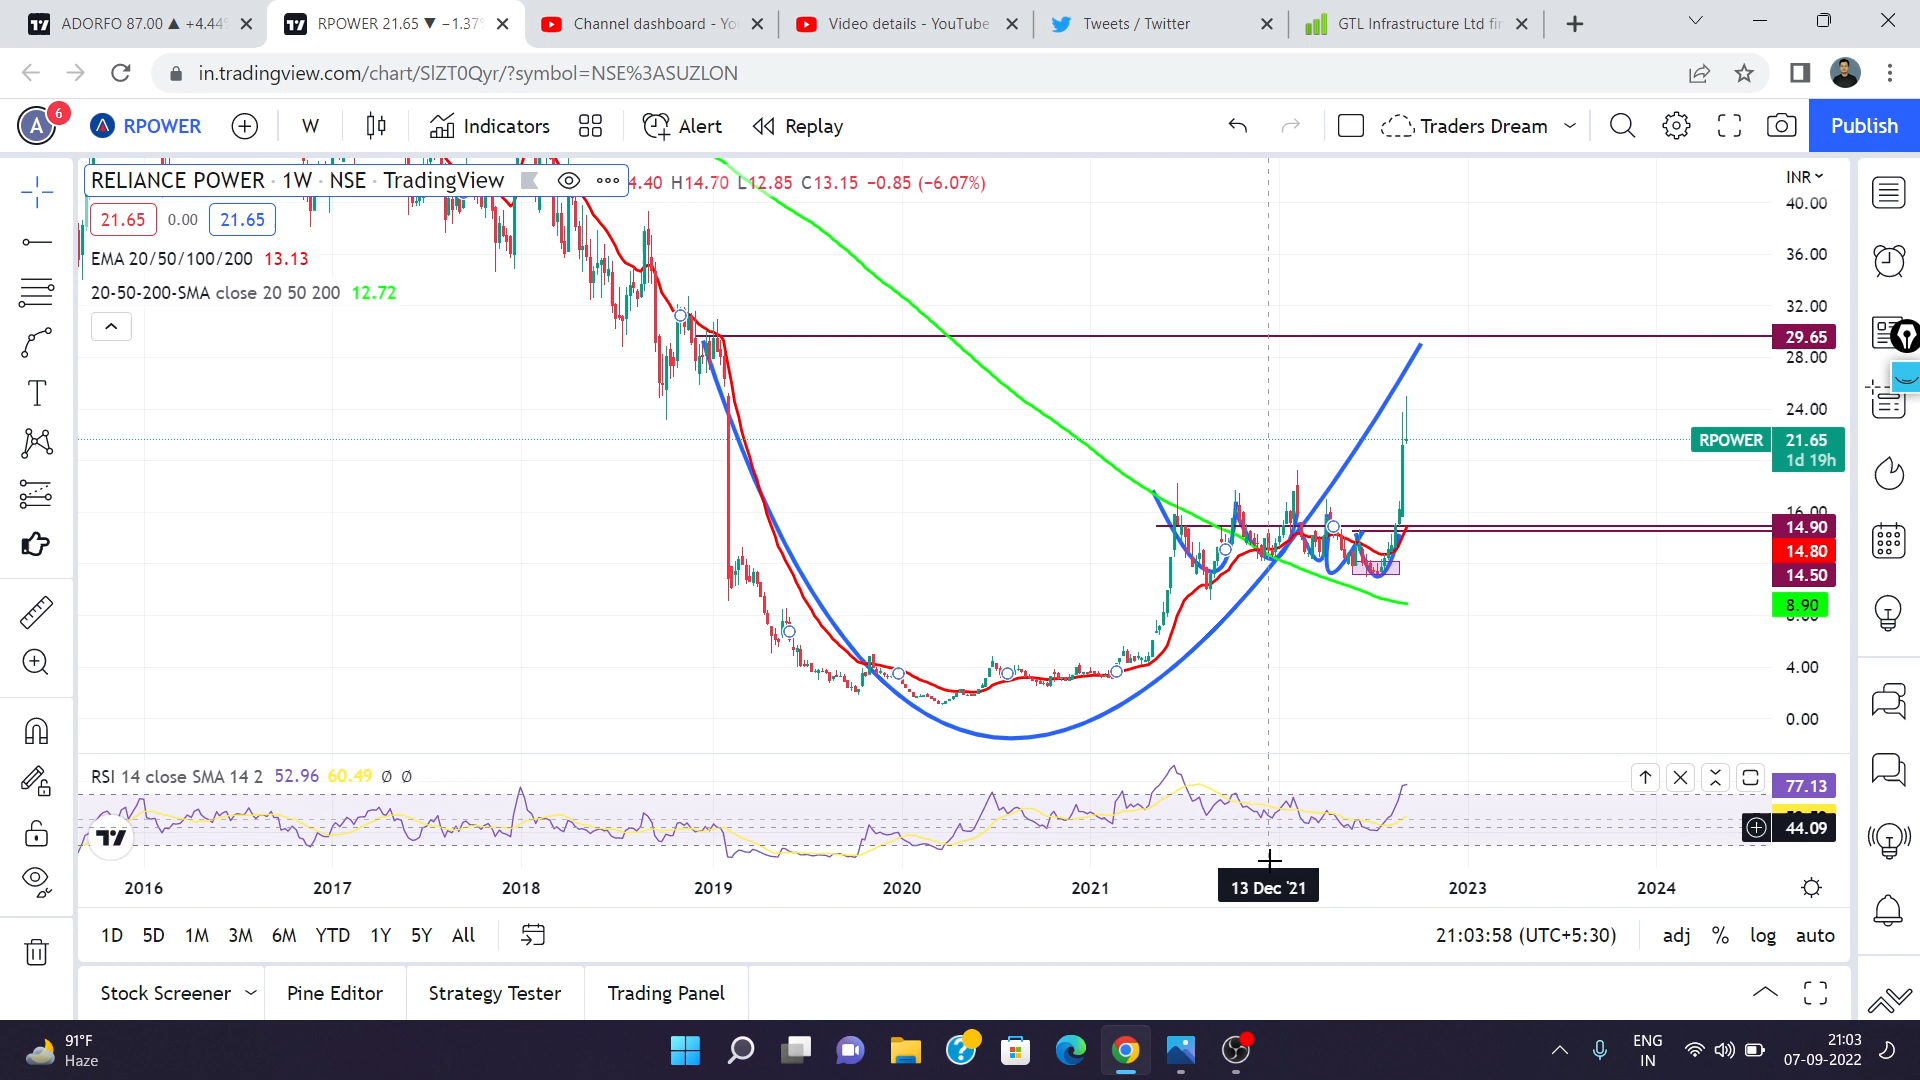 ADORFO 87.00 ▲ +4.44%
RPOWER 21.65 ▼ −1.37%
Channel dashboard - Yo
Video details - YouTube
Tweets / Twitter
GTL Infrastructure Ltd fin
in.tradingview.com/chart/SlZT0Qyr/?symbol=NSE%3ASUZLON
A
6
RPOWER
W
Indicators
Alert
Replay
Traders Dream
Publish
RELIANCE POWER · 1W · NSE · TradingView
4.40 H14.70 L12.85 C13.15 −0.85 (−6.07%)
INR
21.65 0.00 21.65
EMA 20/50/100/200 13.13
20-50-200-SMA close 20 50 200 12.72
40.00
36.00
32.00
29.65
28.00
24.00
RPOWER 21.65
1d 19h
16.00
14.90
14.80
14.50
8.90
4.00
0.00
RSI 14 close SMA 14 2 52.96 60.49 Ø Ø
77.13
44.09
2016 2017 2018 2019 2020 2021 13 Dec '21 2023 2024
1D 5D 1M 3M 6M YTD 1Y 5Y All
21:03:58 (UTC+5:30)
adj % log auto
Stock Screener
Pine Editor
Strategy Tester
Trading Panel
91°F
Haze
ENG
IN
21:03
07-09-2022